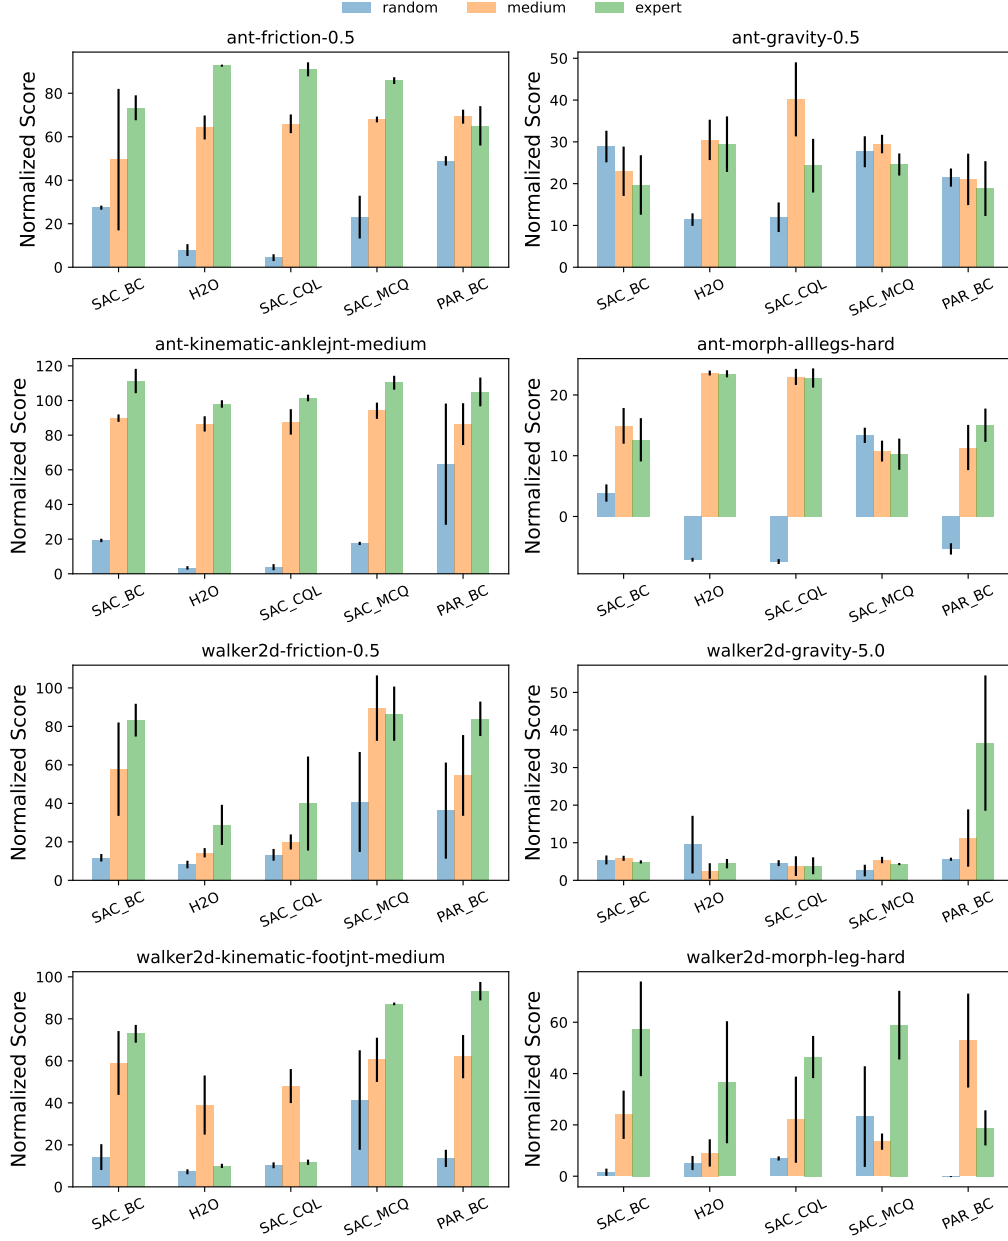 random medium expert
ant-friction-0.5
Normalized Score
0 20 40 60 80
SAC_BC H2O SAC_CQL SAC_MCQ PAR_BC
ant-gravity-0.5
Normalized Score
0 10 20 30 40 50
SAC_BC H2O SAC_CQL SAC_MCQ PAR_BC
ant-kinematic-anklejnt-medium
Normalized Score
0 20 40 60 80 100 120
SAC_BC H2O SAC_CQL SAC_MCQ PAR_BC
ant-morph-alllegs-hard
Normalized Score
0 10 20
SAC_BC H2O SAC_CQL SAC_MCQ PAR_BC
walker2d-friction-0.5
Normalized Score
0 20 40 60 80 100
SAC_BC H2O SAC_CQL SAC_MCQ PAR_BC
walker2d-gravity-5.0
Normalized Score
0 10 20 30 40 50
SAC_BC H2O SAC_CQL SAC_MCQ PAR_BC
walker2d-kinematic-footjnt-medium
Normalized Score
0 20 40 60 80 100
SAC_BC H2O SAC_CQL SAC_MCQ PAR_BC
walker2d-morph-leg-hard
Normalized Score
0 20 40 60
SAC_BC H2O SAC_CQL SAC_MCQ PAR_BC